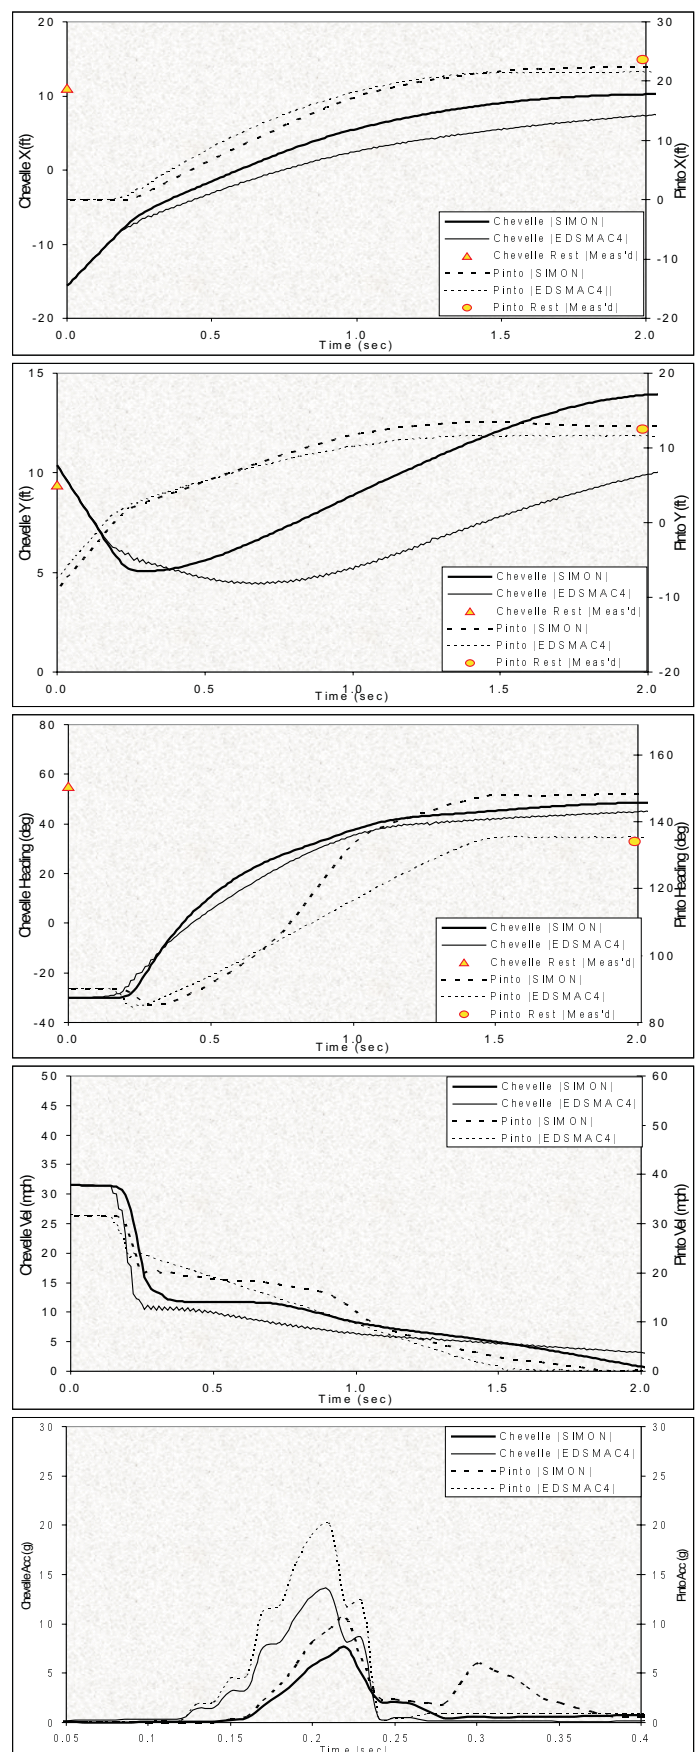 20
10
0
-10
-20
30
20
10
0
-10
-20
Chevelle X (ft)
Pinto X (ft)
Chevelle |SIMON|
Chevelle |EDSMAC4|
Chevelle Rest |Meas'd|
Pinto |SIMON|
Pinto |EDSMAC4||
Pinto Rest |Meas'd|
0.0 0.5 1.0 1.5 2.0
Time (sec)
15
10
5
0
20
10
0
-10
-20
Chevelle Y (ft)
Pinto Y (ft)
Chevelle |SIMON|
Chevelle |EDSMAC4|
Chevelle Rest |Meas'd|
Pinto |SIMON|
Pinto |EDSMAC4|
Pinto Rest |Meas'd|
0.0 0.5 1.0 1.5 2.0
Time (sec)
80
60
40
20
0
-20
-40
160
140
120
100
80
Chevelle Heading (deg)
Pinto Heading (deg)
Chevelle |SIMON|
Chevelle |EDSMAC4|
Chevelle Rest |Meas'd|
Pinto |SIMON|
Pinto |EDSMAC4|
Pinto Rest |Meas'd|
0.0 0.5 1.0 1.5 2.0
Time (sec)
50
45
40
35
30
25
20
15
10
5
0
60
50
40
30
20
10
0
Chevelle Vel (mph)
Pinto Vel (mph)
Chevelle |SIMON|
Chevelle |EDSMAC4|
Pinto |SIMON|
Pinto |EDSMAC4|
0.0 0.5 1.0 1.5 2.0
Time (sec)
30
25
20
15
10
5
0
30
25
20
15
10
5
0
Chevelle Acc (g)
Pinto Acc (g)
Chevelle |SIMON|
Chevelle |EDSMAC4|
Pinto |SIMON|
Pinto |EDSMAC4|
0.05 0.1 0.15 0.2 0.25 0.3 0.35 0.4
Time (sec)